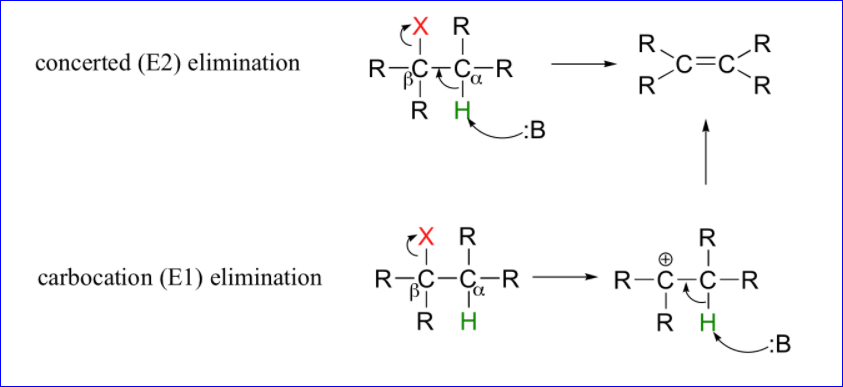 X R
concerted (E2) elimination R–C–C–R R R
β α C=C
R H R R
:B
X R R
carbocation (E1) elimination R–C–C–R R–C–C–R
β α ⊕
R H R H
:B